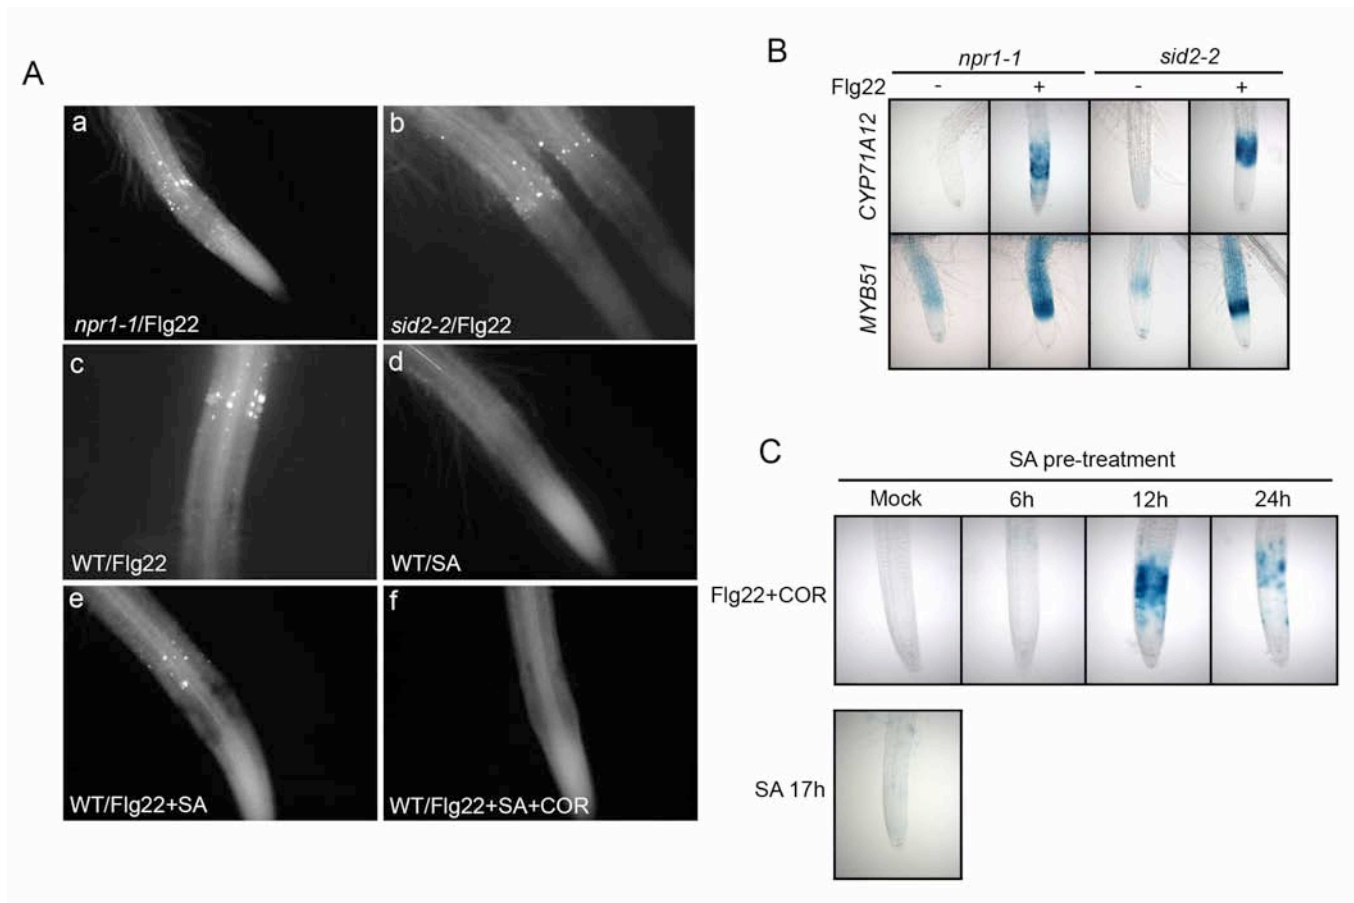 A
a
npr1-1/Flg22
b
sid2-2/Flg22
c
WT/Flg22
d
WT/SA
e
WT/Flg22+SA
f
WT/Flg22+SA+COR
B
npr1-1 sid2-2
Flg22 - + - +
CYP71A12
MYB51
C
SA pre-treatment
Mock 6h 12h 24h
Flg22+COR
SA 17h